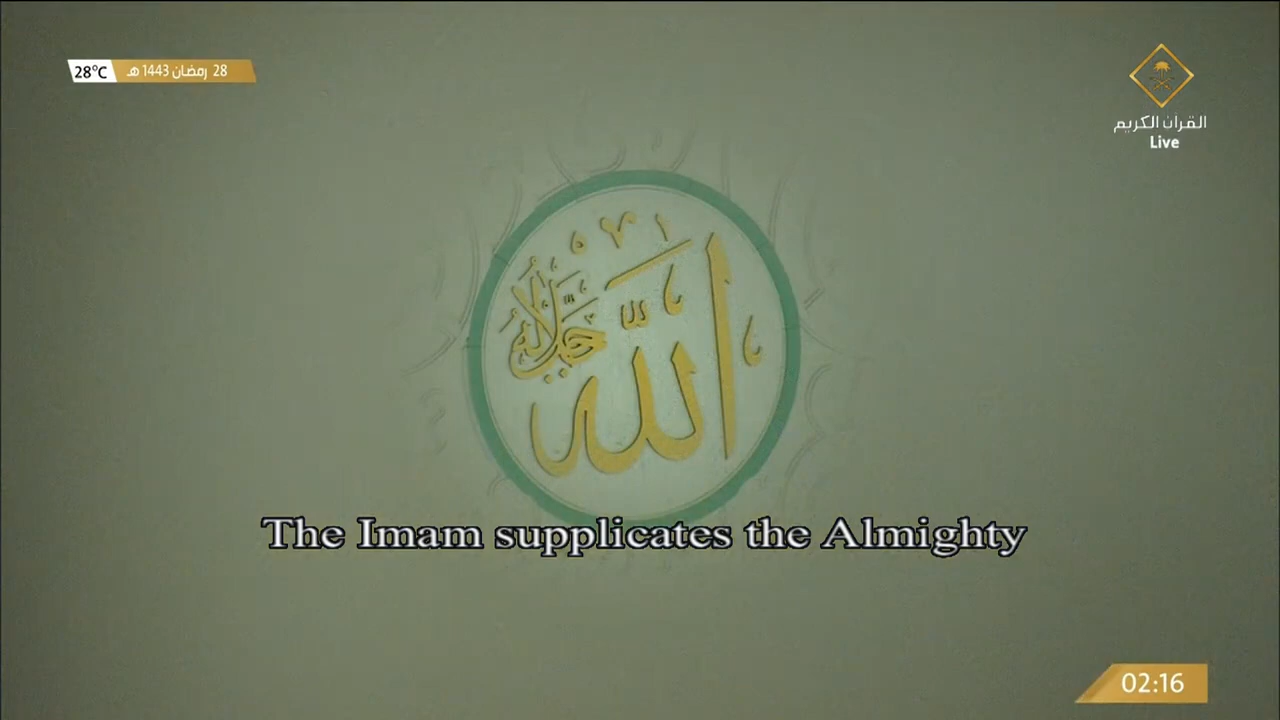 28°C
28 رمضان 1443 هـ
القرآن الكريم
Live
الله
جل جلاله
The Imam supplicates the Almighty
02:16